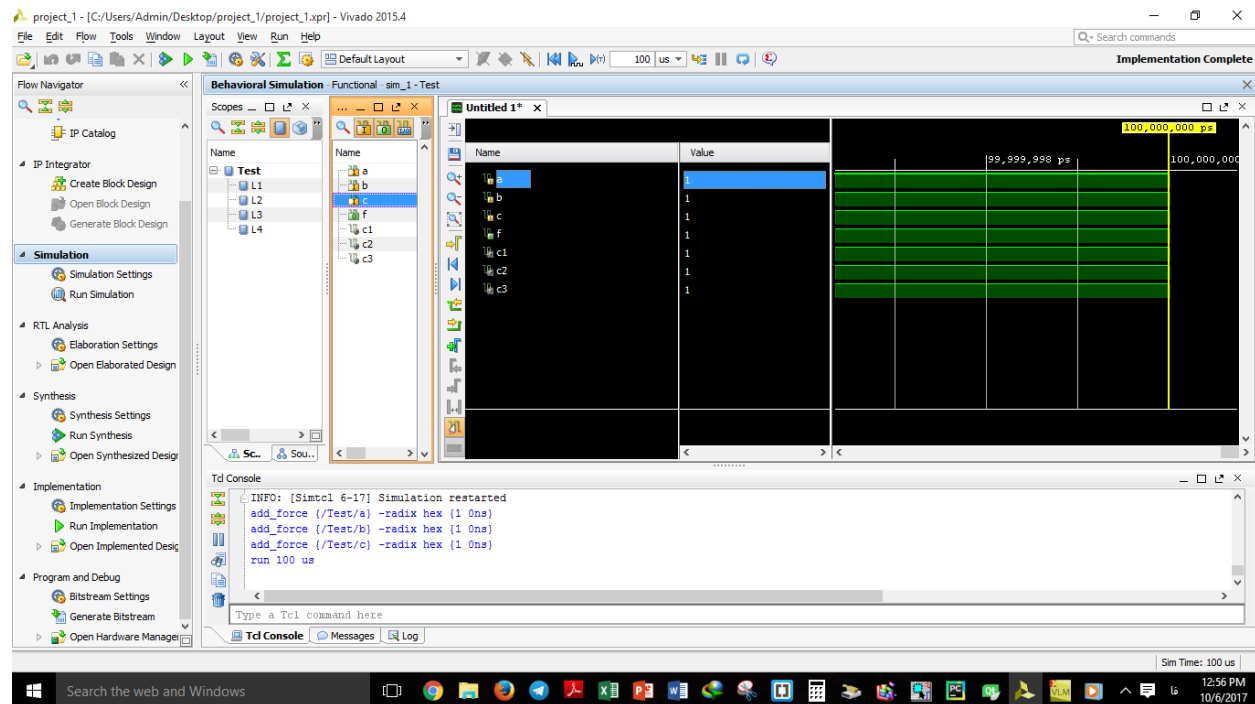 project_1 - [C:/Users/Admin/Desktop/project_1/project_1.xpr] - Vivado 2015.4
File Edit Flow Tools Window Layout View Run Help
Search commands
Default Layout
100 us
Implementation Complete
Flow Navigator
IP Catalog
IP Integrator
Create Block Design
Open Block Design
Generate Block Design
Simulation
Simulation Settings
Run Simulation
RTL Analysis
Elaboration Settings
Open Elaborated Design
Synthesis
Synthesis Settings
Run Synthesis
Open Synthesized Desigr
Implementation
Implementation Settings
Run Implementation
Open Implemented Desig
Program and Debug
Bitstream Settings
Generate Bitstream
Open Hardware Manager
Behavioral Simulation - Functional - sim_1 - Test
Scopes
Name
Test
L1
L2
L3
L4
Sc...
Sou...
...
Name
a
b
c
f
c1
c2
c3
Untitled 1*
Name Value
a 1
b 1
c 1
f 1
c1 1
c2 1
c3 1
100,000,000 ps
99,999,998 ps
100,000,000
Tcl Console
INFO: [Simtcl 6-17] Simulation restarted
add_force {/Test/a} -radix hex {1 0ns}
add_force {/Test/b} -radix hex {1 0ns}
add_force {/Test/c} -radix hex {1 0ns}
run 100 us
Type a Tcl command here
Tcl Console Messages Log
Sim Time: 100 us
Search the web and Windows
فا
12:56 PM
10/6/2017